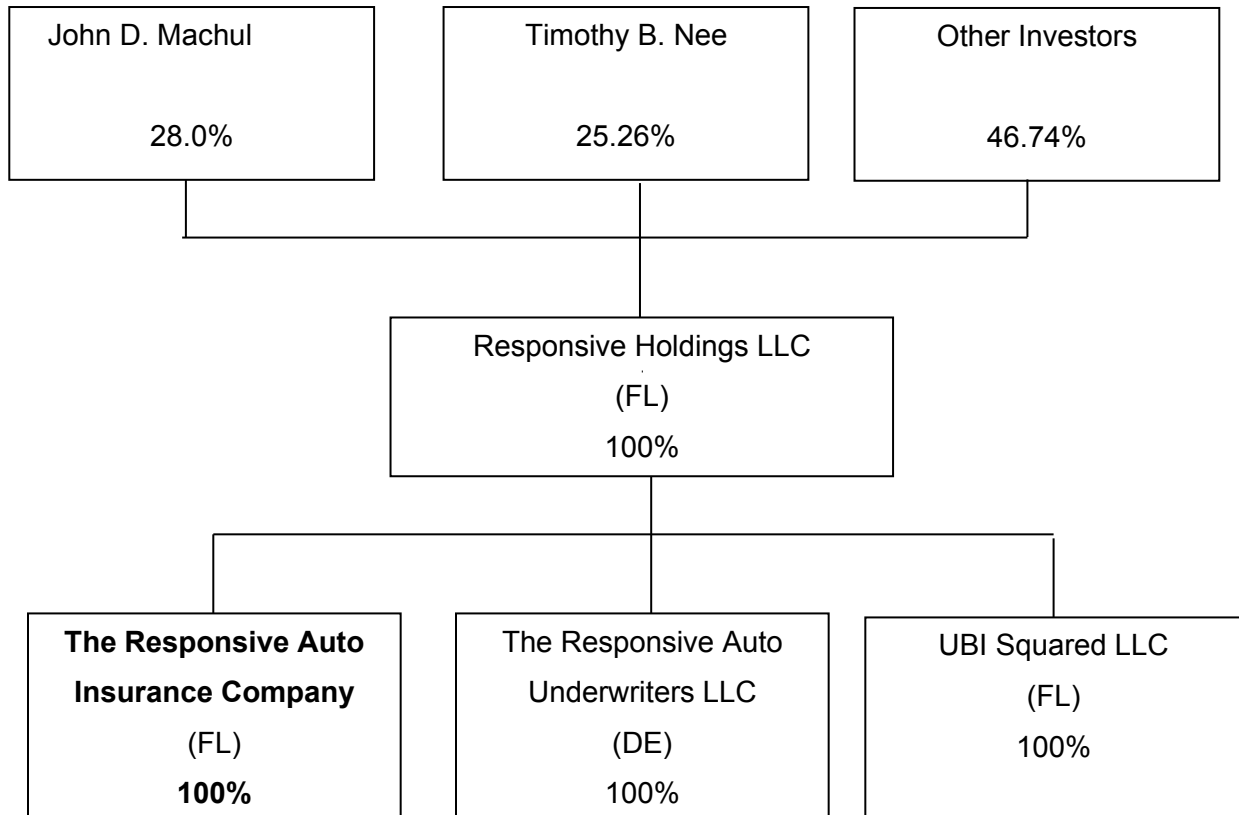 John D. Machul
28.0%
Timothy B. Nee
25.26%
Other Investors
46.74%
Responsive Holdings LLC
(FL)
100%
The Responsive Auto
Insurance Company
(FL)
100%
The Responsive Auto
Underwriters LLC
(DE)
100%
UBI Squared LLC
(FL)
100%